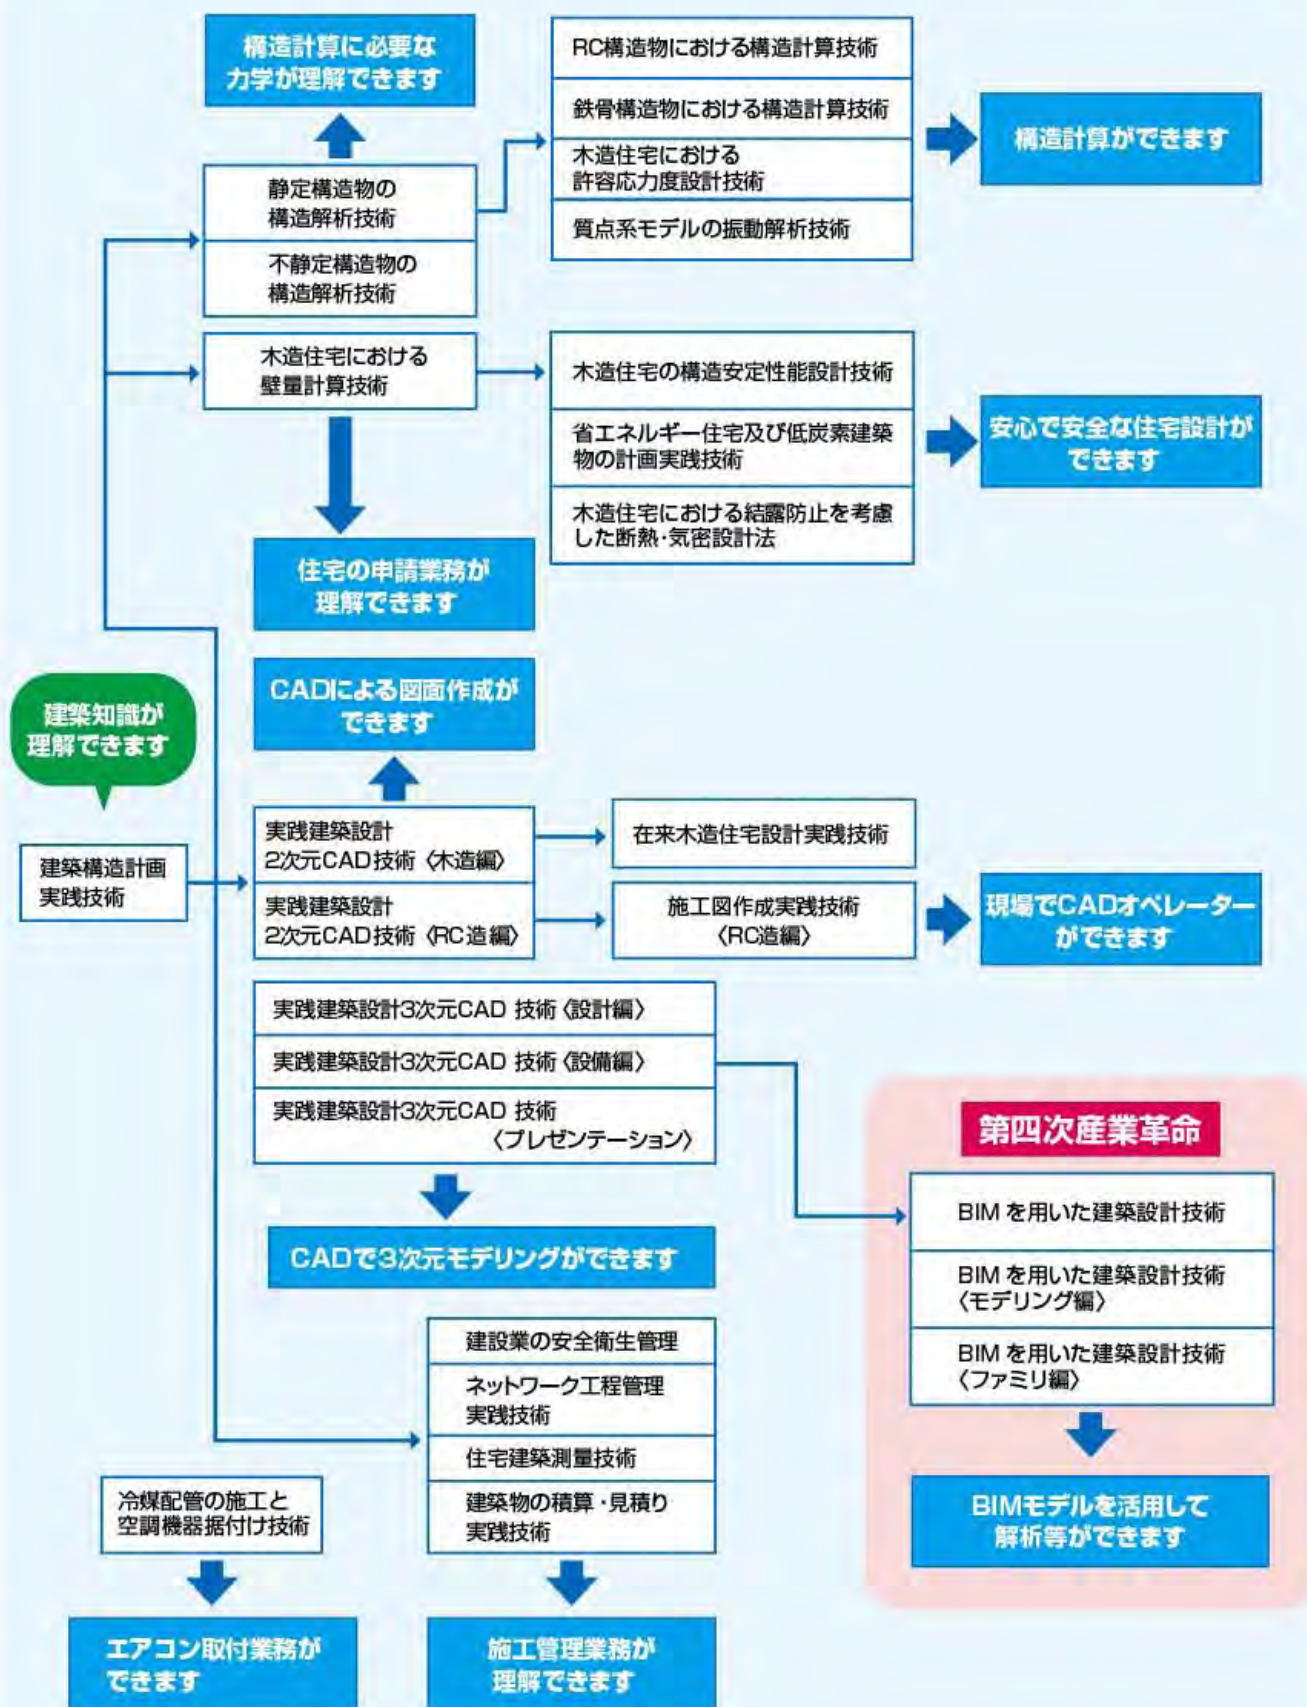 構造計算に必要な
力学が理解できます
RC構造物における構造計算技術
鉄骨構造物における構造計算技術
木造住宅における
許容応力度設計技術
質点系モデルの振動解析技術
構造計算ができます
静定構造物の
構造解析技術
不静定構造物の
構造解析技術
木造住宅における
壁量計算技術
木造住宅の構造安定性能設計技術
省エネルギー住宅及び低炭素建築
物の計画実践技術
木造住宅における結露防止を考慮
した断熱・気密設計法
安心で安全な住宅設計が
できます
住宅の申請業務が
理解できます
CADによる図面作成が
できます
建築知識が
理解できます
建築構造計画
実践技術
実践建築設計
2次元CAD技術〈木造編〉
実践建築設計
2次元CAD技術〈RC造編〉
在来木造住宅設計実践技術
施工図作成実践技術
〈RC造編〉
現場でCADオペレーター
ができます
実践建築設計3次元CAD 技術〈設計編〉
実践建築設計3次元CAD 技術〈設備編〉
実践建築設計3次元CAD 技術
〈プレゼンテーション〉
CADで3次元モデリングができます
第四次産業革命
BIM を用いた建築設計技術
BIM を用いた建築設計技術
〈モデリング編〉
BIM を用いた建築設計技術
〈ファミリ編〉
BIMモデルを活用して
解析等ができます
建設業の安全衛生管理
ネットワーク工程管理
実践技術
住宅建築測量技術
建築物の積算・見積り
実践技術
施工管理業務が
理解できます
冷媒配管の施工と
空調機器据付け技術
エアコン取付業務が
できます